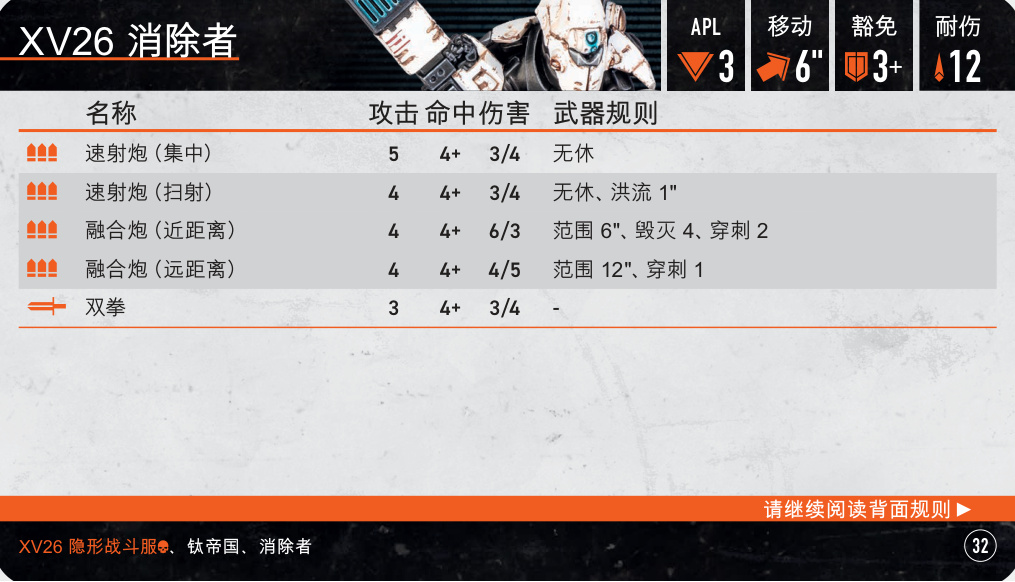 XV26 消除者
APL 移动 豁免 耐伤
3 6" 3+ 12
名称 攻击 命中 伤害 武器规则
速射炮（集中） 5 4+ 3/4 无休
速射炮（扫射） 4 4+ 3/4 无休、洪流 1"
融合炮（近距离） 4 4+ 6/3 范围 6"、毁灭 4、穿刺 2
融合炮（远距离） 4 4+ 4/5 范围 12"、穿刺 1
双拳 3 4+ 3/4 -
请继续阅读背面规则►
XV26 隐形战斗服、钛帝国、消除者
32